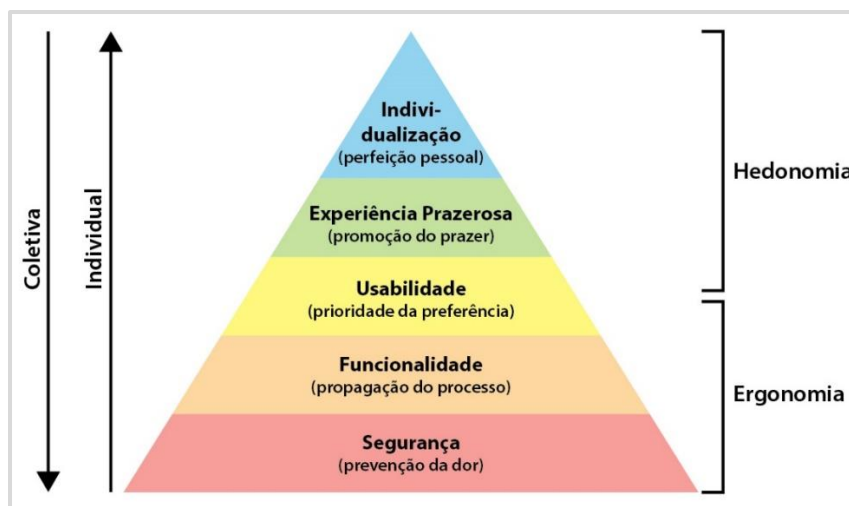 Coletiva
Individual
Indivi-
dualização
(perfeição pessoal)
Experiência Prazerosa
(promoção do prazer)
Usabilidade
(prioridade da preferência)
Funcionalidade
(propagação do processo)
Segurança
(prevenção da dor)
Hedonomia
Ergonomia